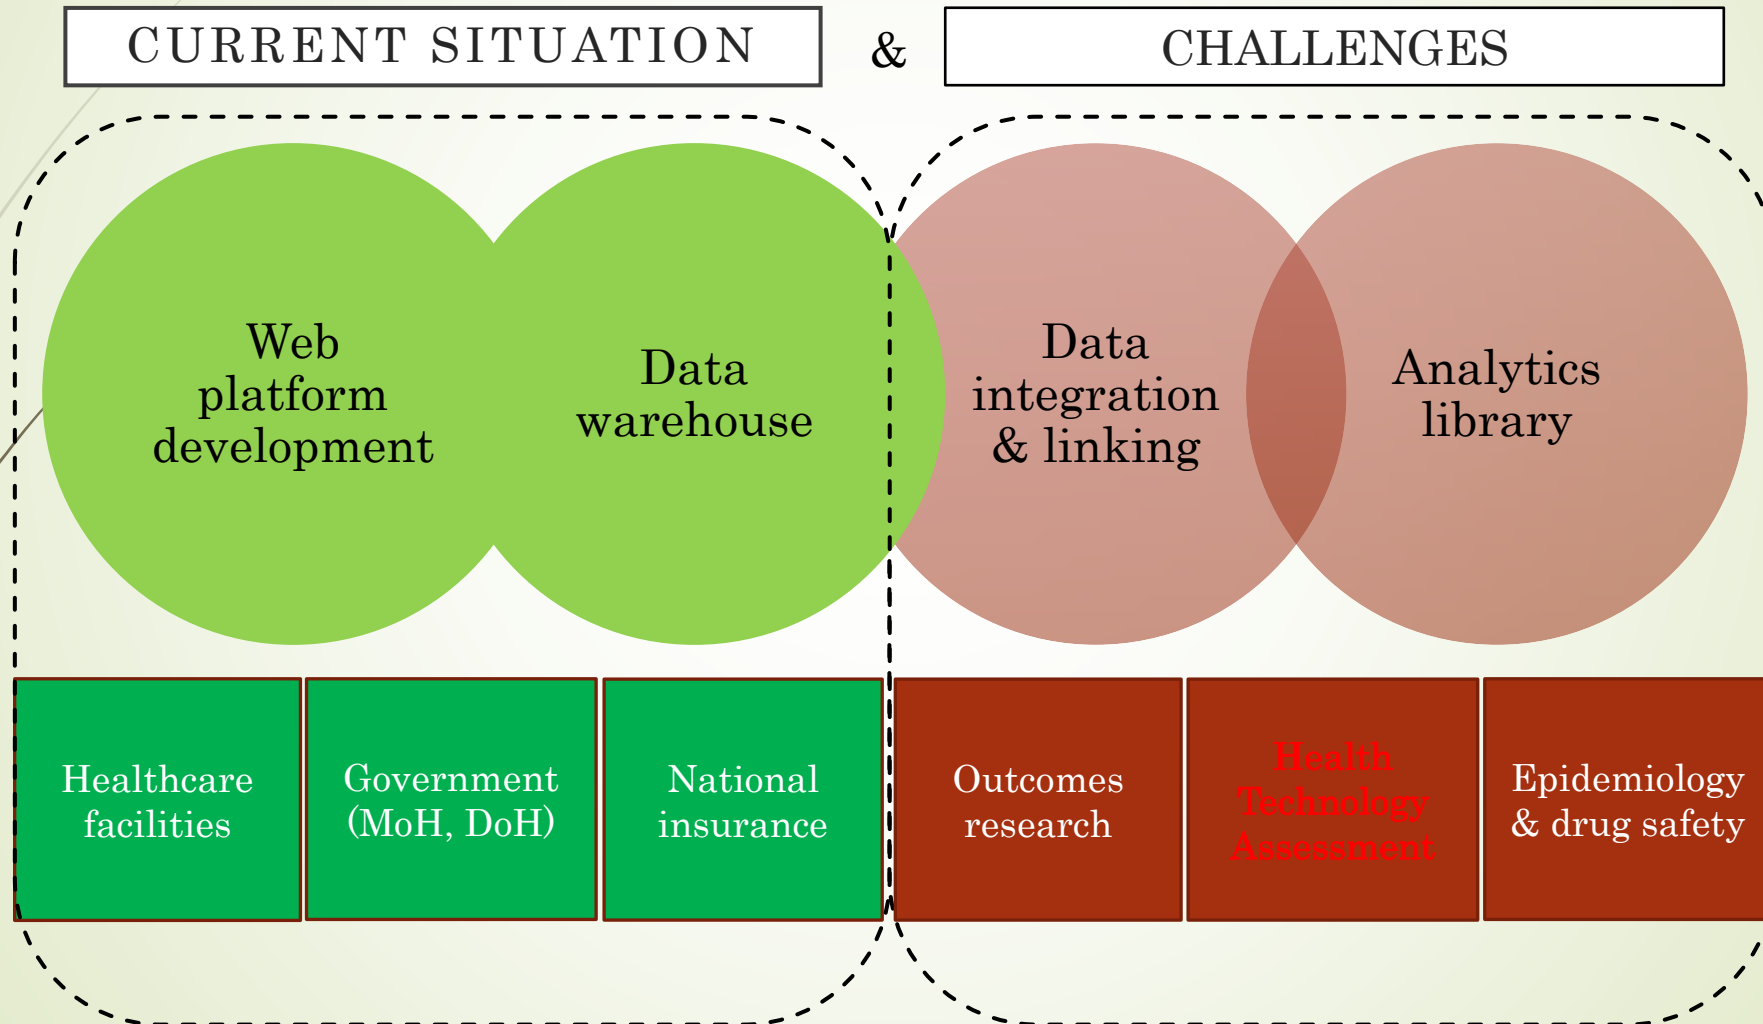 CURRENT SITUATION
&
CHALLENGES
Web
platform
development
Data
warehouse
Data
integration
& linking
Analytics
library
Healthcare
facilities
Government
(MoH, DoH)
National
insurance
Outcomes
research
Health
Technology
Assessment
Epidemiology
& drug safety